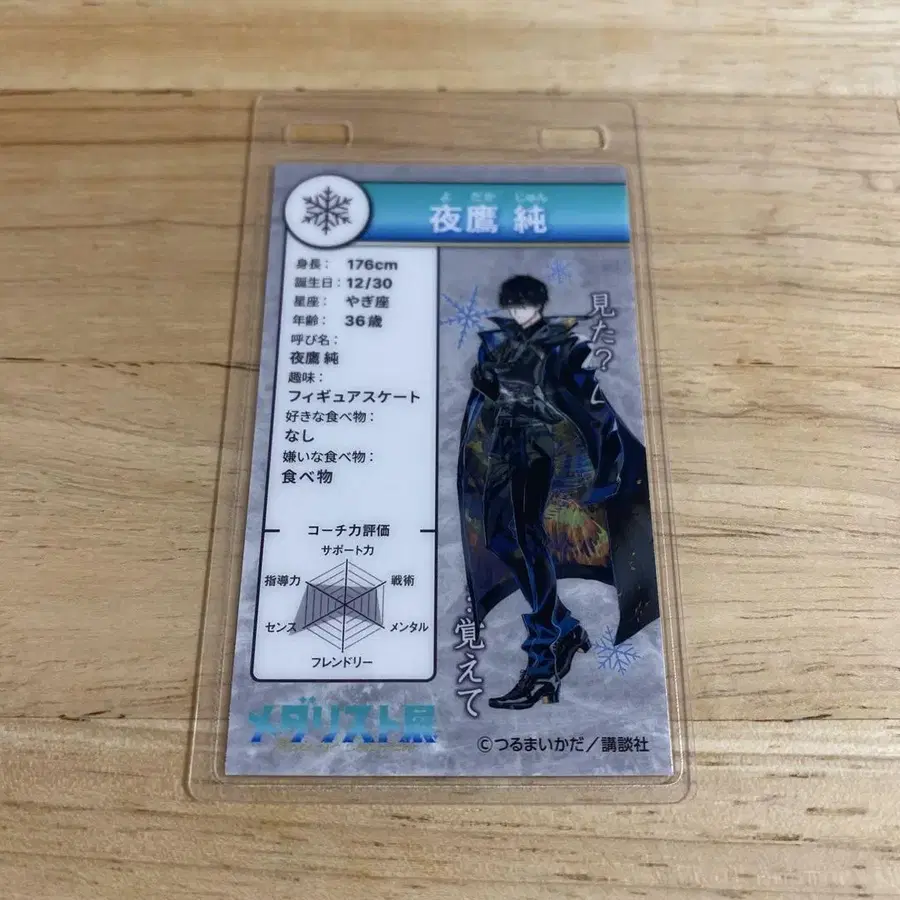 よ だか じゅん
夜鷹 純
身長： 176cm
誕生日：12/30
星座： やぎ座
年齢： 36歳
呼び名：
夜鷹 純
趣味：
フィギュアスケート
好きな食べ物：
なし
嫌いな食べ物：
食べ物
コーチ力評価
サポート力
指導力
戦術
センス
メンタル
フレンドリー
見た？
…覚えて
メダリスト展
©つるまいかだ／講談社